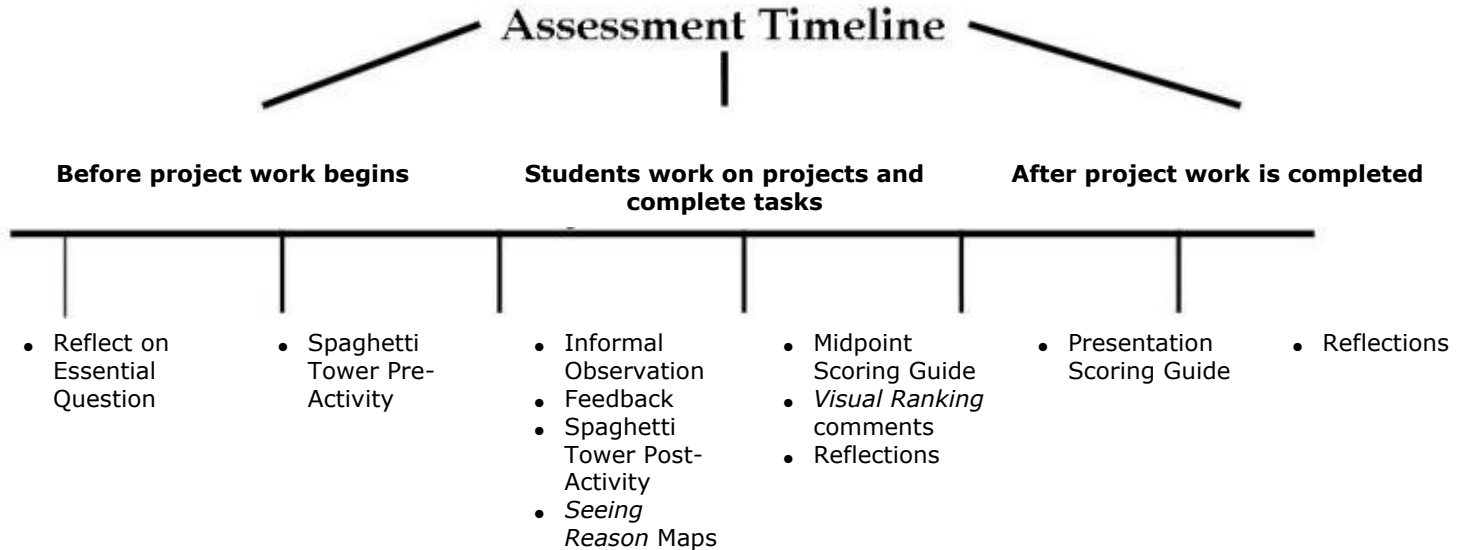 Assessment Timeline
Before project work begins
Students work on projects and
complete tasks
After project work is completed
• Reflect on
Essential
Question
• Spaghetti
Tower Pre-
Activity
• Informal
Observation
• Feedback
• Spaghetti
Tower Post-
Activity
• Seeing
Reason Maps
• Midpoint
Scoring Guide
• Visual Ranking
comments
• Reflections
• Presentation
Scoring Guide
• Reflections